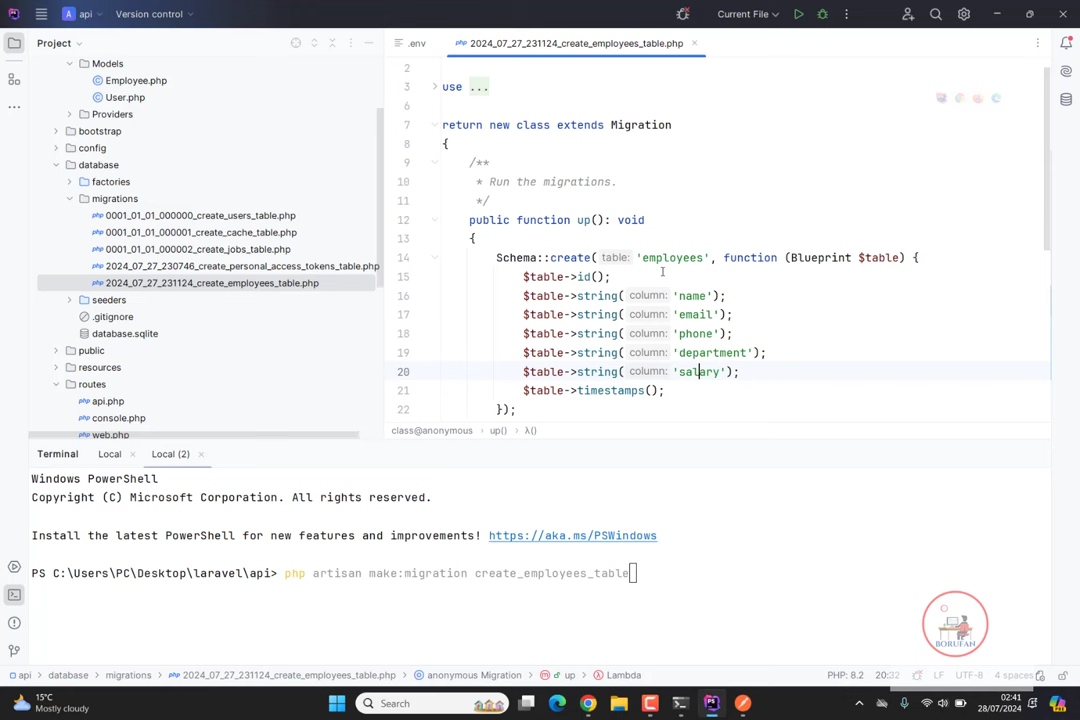 api
Version control
Current File
Project
Models
Employee.php
User.php
Providers
bootstrap
config
database
factories
migrations
0001_01_01_000000_create_users_table.php
0001_01_01_000001_create_cache_table.php
0001_01_01_000002_create_jobs_table.php
2024_07_27_230746_create_personal_access_tokens_table.php
2024_07_27_231124_create_employees_table.php
seeders
.gitignore
database.sqlite
public
resources
routes
api.php
console.php
web.php
.env
2024_07_27_231124_create_employees_table.php
2
3 use ...
6
7 return new class extends Migration
8 {
9 /**
10 * Run the migrations.
11 */
12 public function up(): void
13 {
14 Schema::create( table: 'employees', function (Blueprint $table) {
15 $table->id();
16 $table->string( column: 'name');
17 $table->string( column: 'email');
18 $table->string( column: 'phone');
19 $table->string( column: 'department');
20 $table->string( column: 'salary');
21 $table->timestamps();
22 });
class@anonymous › up() › λ()
Terminal
Local
Local (2)
Windows PowerShell
Copyright (C) Microsoft Corporation. All rights reserved.
Install the latest PowerShell for new features and improvements! https://aka.ms/PSWindows
PS C:\Users\PC\Desktop\laravel\api> php artisan make:migration create_employees_table
BORUFAN
api › database › migrations › 2024_07_27_231124_create_employees_table.php › anonymous Migration › up › Lambda
PHP: 8.2
20:32
LF
UTF-8
4 spaces
15°C
Mostly cloudy
Search
02:41
28/07/2024